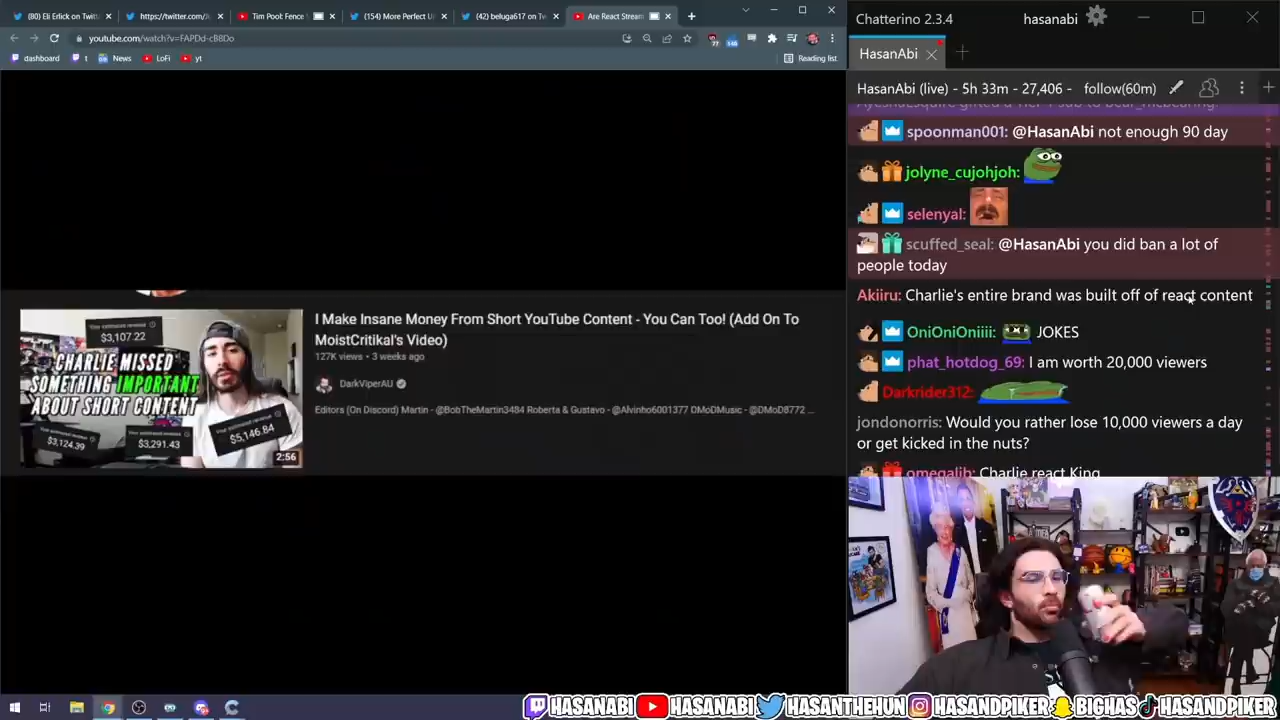 (80) Eli Erlick on Twit
https://twitter.com/J
Tim Pool: Fence
(154) More Perfect U
(42) beluga617 on Tw
Are React Stream
youtube.com/watch?v=FAPDd-cB8Do
dashboard
t
News
LoFi
yt
Reading list
Your estimated revenue
$3,107.22
CHARLIE MISSED
SOMETHING IMPORTANT
ABOUT SHORT CONTENT
$3,124.39
$3,291.43
$5,146.84
2:56
I Make Insane Money From Short YouTube Content - You Can Too! (Add On To
MoistCritikal's Video)
127K views • 3 weeks ago
DarkViperAU
Editors (On Discord) Martin - @BobTheMartin3484 Roberta & Gustavo - @Alvinho6001377 DMoDMusic - @DMoD8772 ...
Chatterino 2.3.4
hasanabi
HasanAbi
HasanAbi (live) - 5h 33m - 27,406 - follow(60m)
spoonman001: @HasanAbi not enough 90 day
jolyne_cujohjoh:
selenyal:
scuffed_seal: @HasanAbi you did ban a lot of
people today
Akiiru: Charlie's entire brand was built off of react content
OniOniOniiii: JOKES
phat_hotdog_69: I am worth 20,000 viewers
Darkrider312:
jondonorris: Would you rather lose 10,000 viewers a day
or get kicked in the nuts?
omegalib: Charlie react King
HASANABI HASANABI HASANTHEHUN HASANDPIKER BIGHAS HASANDPIKER